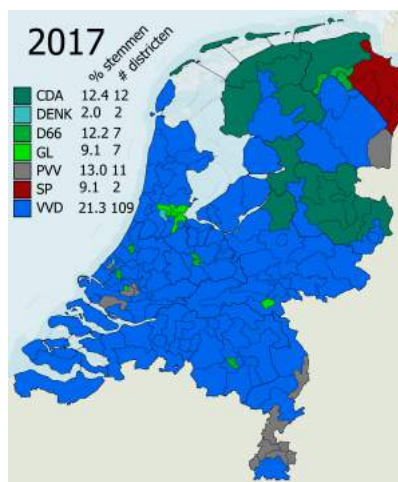 2017
% stemmen
# districten
CDA 12.4 12
DENK 2.0 2
D66 12.2 7
GL 9.1 7
PVV 13.0 11
SP 9.1 2
VVD 21.3 109